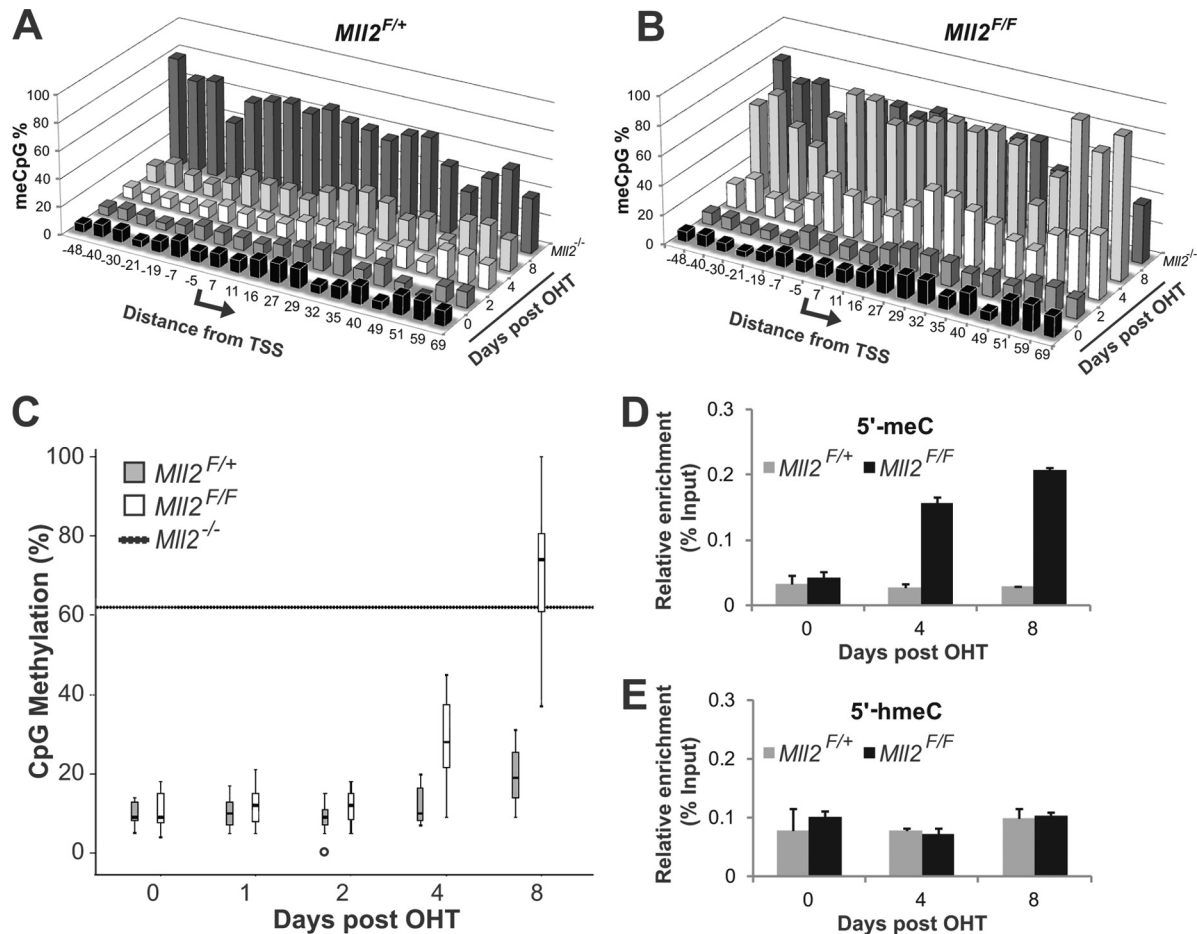 A
Mll2F/+
meCpG %
100
80
60
40
20
0
-48 -40 -30 -21 -19 -7 -5 7 11 16 27 29 32 35 40 49 51 59 69
Distance from TSS
0 2 4 8 Mll2-/-
Days post OHT
B
Mll2F/F
meCpG %
100
80
60
40
20
0
-48 -40 -30 -21 -19 -7 -5 7 11 16 27 29 32 35 40 49 51 59 69
Distance from TSS
0 2 4 8 Mll2-/-
Days post OHT
C
CpG Methylation (%)
100
80
60
40
20
0
Mll2F/+
Mll2F/F
Mll2-/-
0 1 2 4 8
Days post OHT
D
5'-meC
Relative enrichment
(% Input)
0.3
0.2
0.1
0
Mll2F/+ Mll2F/F
0 4 8
Days post OHT
E
5'-hmeC
Relative enrichment
(% Input)
0.3
0.2
0.1
0
Mll2F/+ Mll2F/F
0 4 8
Days post OHT